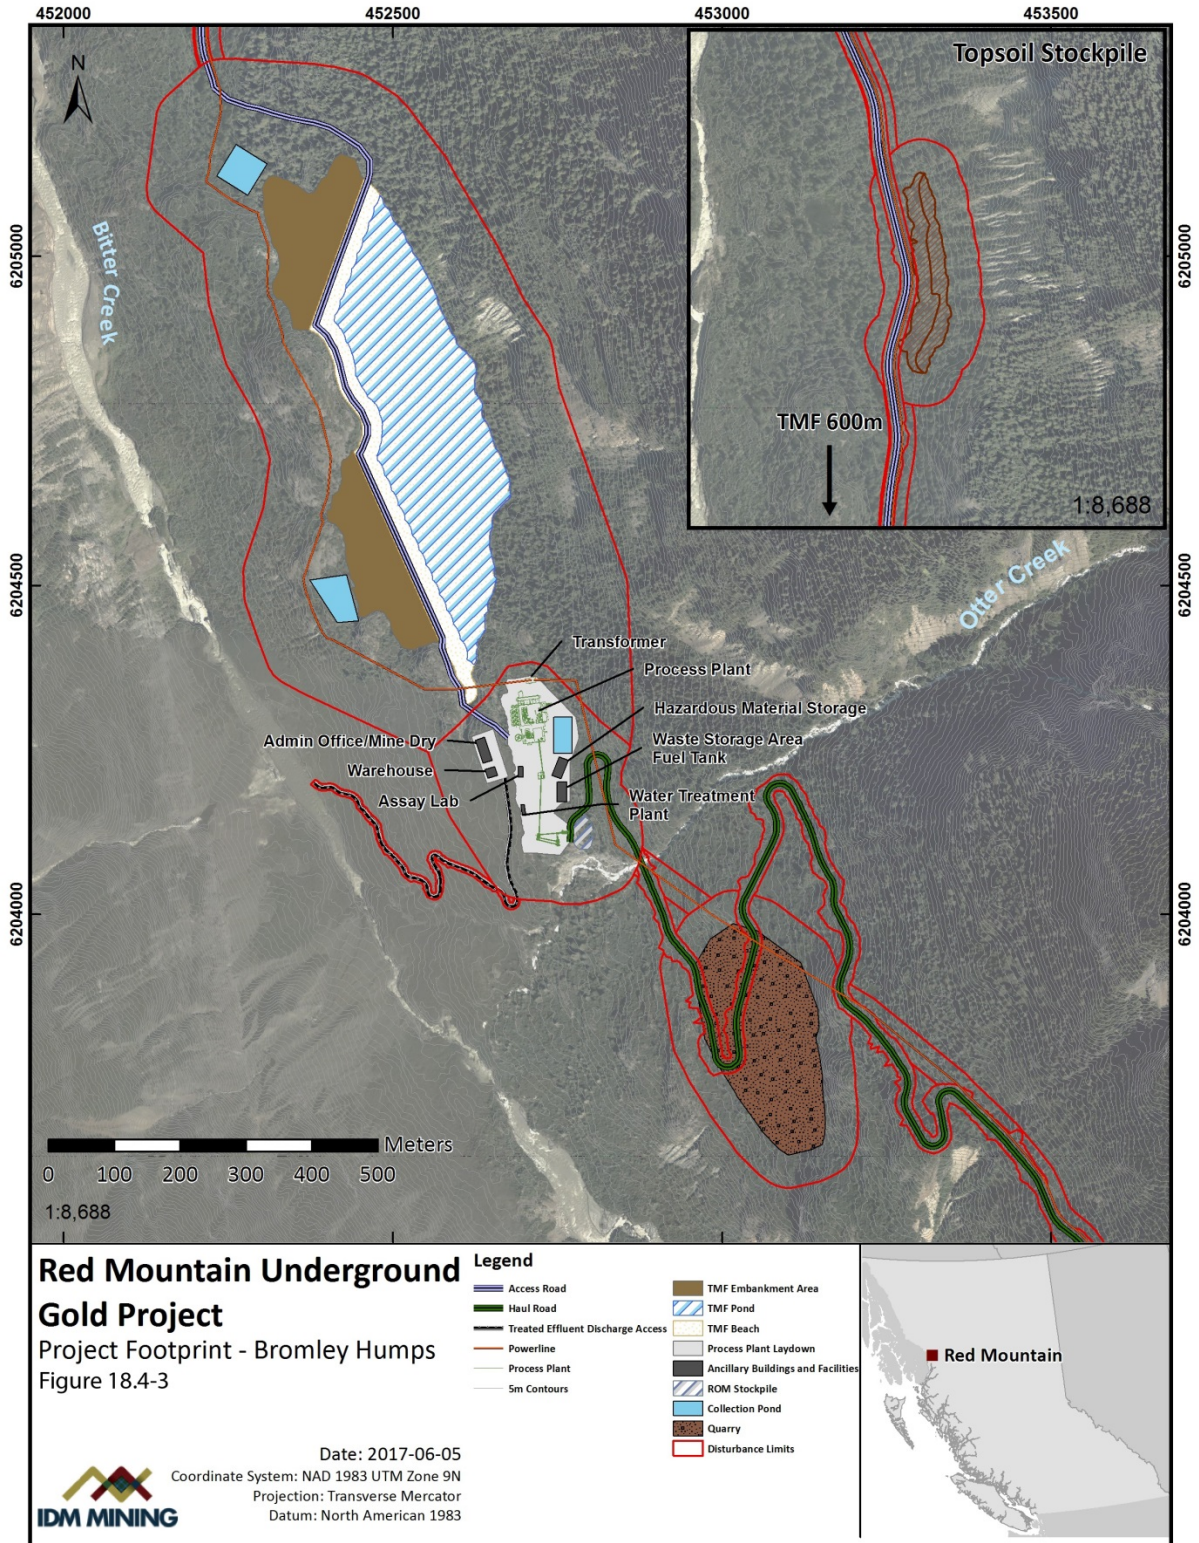 452000
452500
453000
453500
N
Topsoil Stockpile
6205000
6205000
Bitter Creek
TMF 600m
1:8,688
6204500
6204500
Otter Creek
Transformer
Process Plant
Hazardous Material Storage
Admin Office/Mine Dry
Waste Storage Area
Fuel Tank
Warehouse
Assay Lab
Water Treatment
Plant
6204000
6204000
Meters
0 100 200 300 400 500
1:8,688
Red Mountain Underground
Gold Project
Project Footprint - Bromley Humps
Figure 18.4-3
Date: 2017-06-05
Coordinate System: NAD 1983 UTM Zone 9N
Projection: Transverse Mercator
Datum: North American 1983
IDM MINING
Legend
Access Road
Haul Road
Treated Effluent Discharge Access
Powerline
Process Plant
5m Contours
TMF Embankment Area
TMF Pond
TMF Beach
Process Plant Laydown
Ancillary Buildings and Facilities
ROM Stockpile
Collection Pond
Quarry
Disturbance Limits
Red Mountain